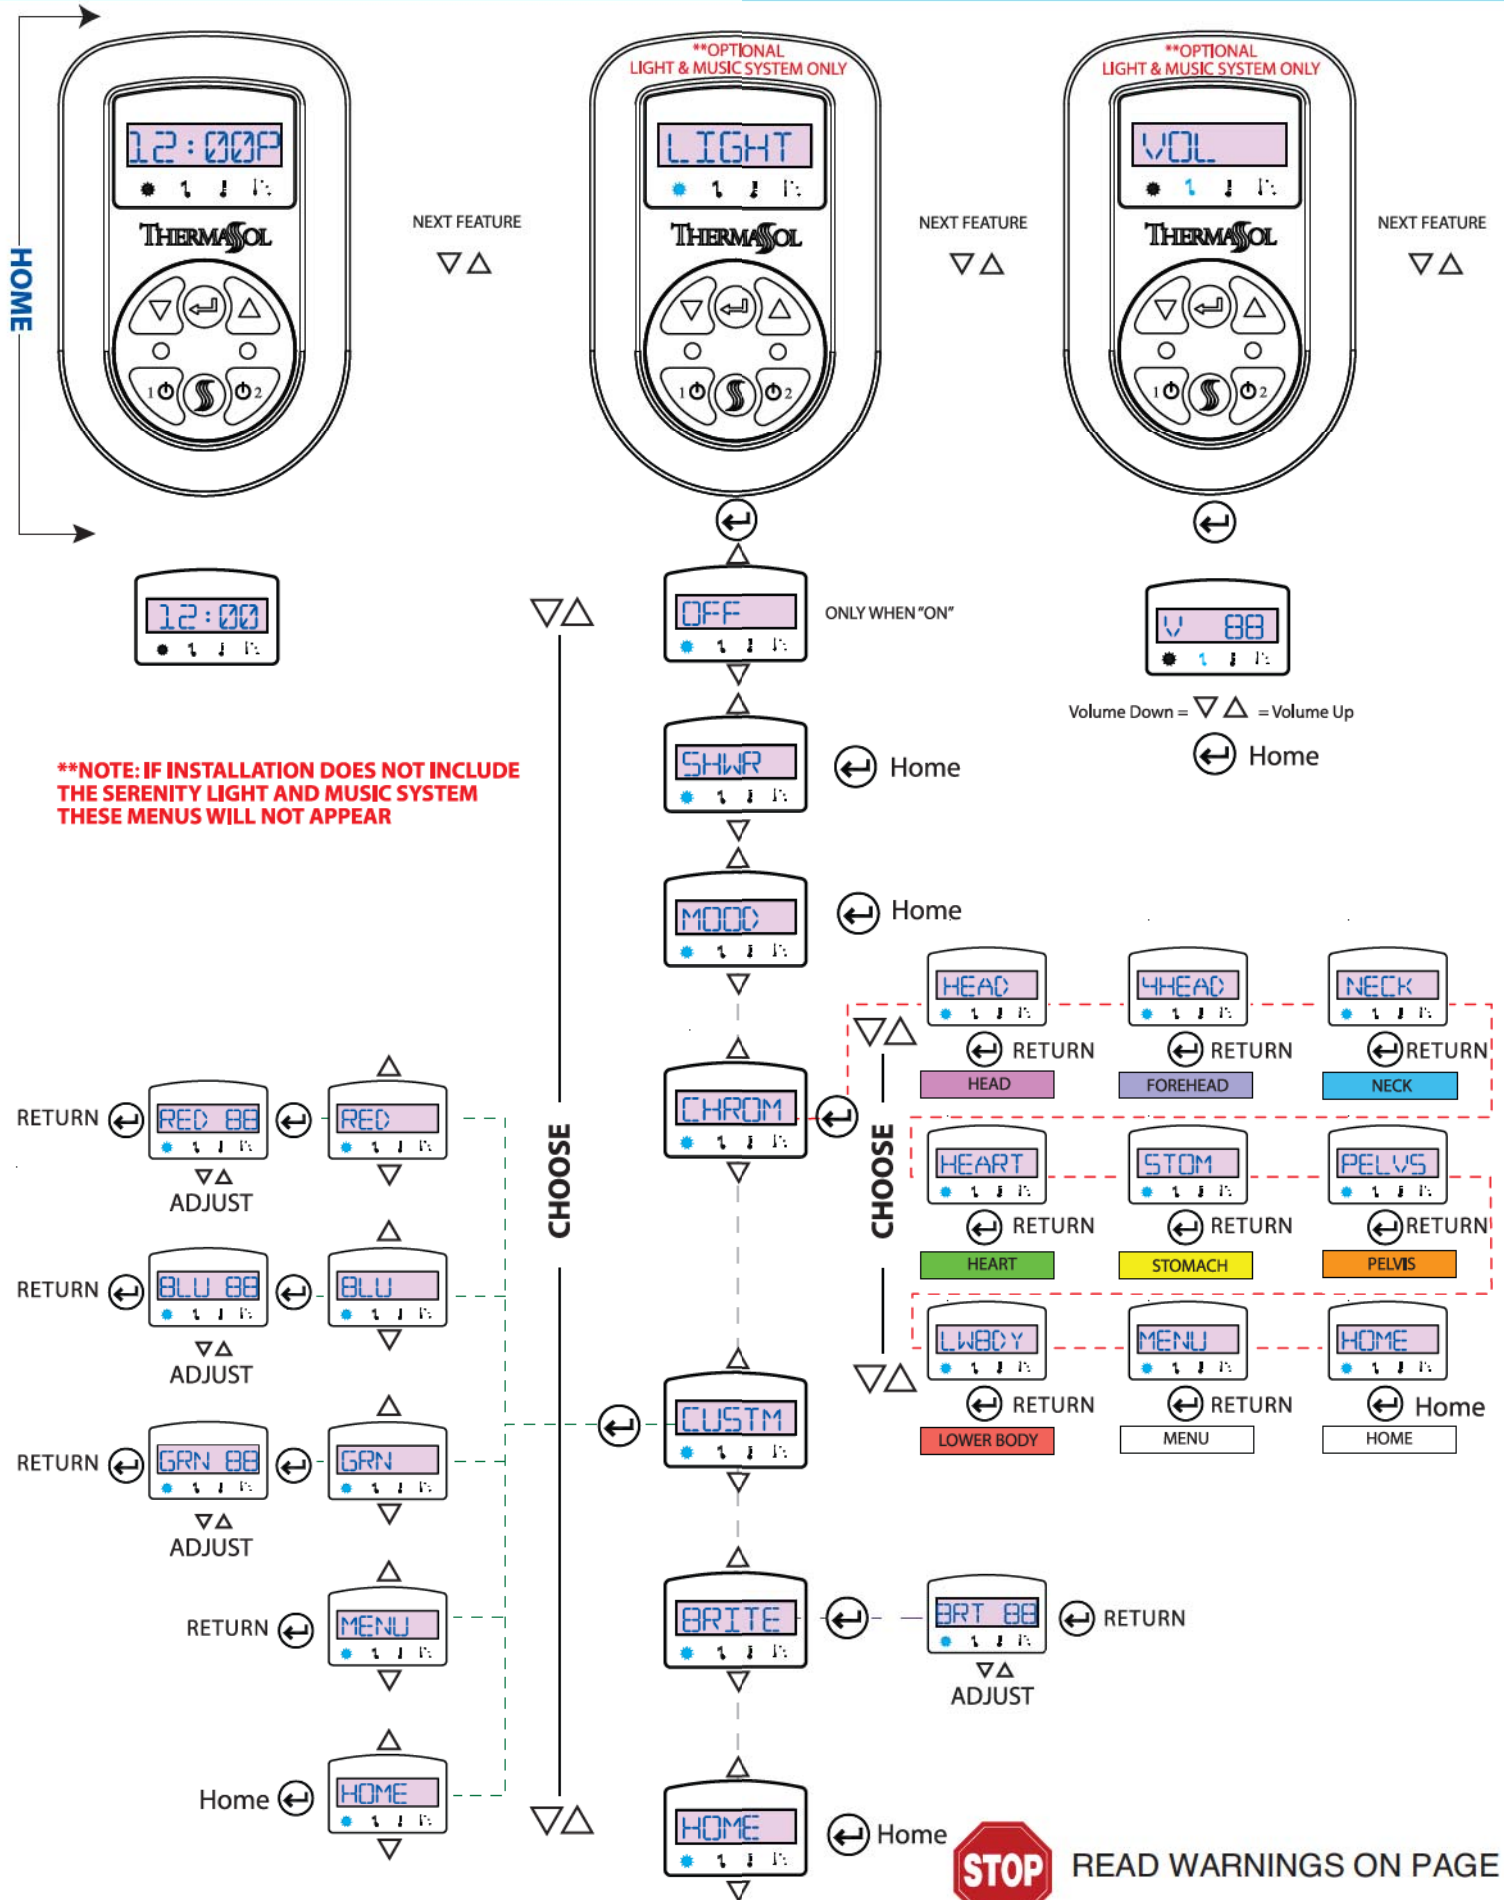 HOME
12:00P
THERMASOL
1 2
12:00
NEXT FEATURE
**OPTIONAL
LIGHT & MUSIC SYSTEM ONLY
LIGHT
THERMASOL
1 2
NEXT FEATURE
**OPTIONAL
LIGHT & MUSIC SYSTEM ONLY
VOL
THERMASOL
1 2
NEXT FEATURE
V 88
Volume Down = = Volume Up
Home
**NOTE: IF INSTALLATION DOES NOT INCLUDE
THE SERENITY LIGHT AND MUSIC SYSTEM
THESE MENUS WILL NOT APPEAR
CHOOSE
OFF
ONLY WHEN "ON"
SHWR
Home
MOOD
Home
CHROM
CHOOSE
HEAD
RETURN
HEAD
4HEAD
RETURN
FOREHEAD
NECK
RETURN
NECK
HEART
RETURN
HEART
STOM
RETURN
STOMACH
PELVS
RETURN
PELVIS
LWBDY
RETURN
LOWER BODY
MENU
RETURN
MENU
HOME
Home
HOME
CUSTM
RETURN
RED 88
RED
ADJUST
RETURN
BLU 88
BLU
ADJUST
RETURN
GRN 88
GRN
ADJUST
RETURN
MENU
Home
HOME
BRITE
BRT 88
RETURN
ADJUST
HOME
Home
STOP
READ WARNINGS ON PAGE